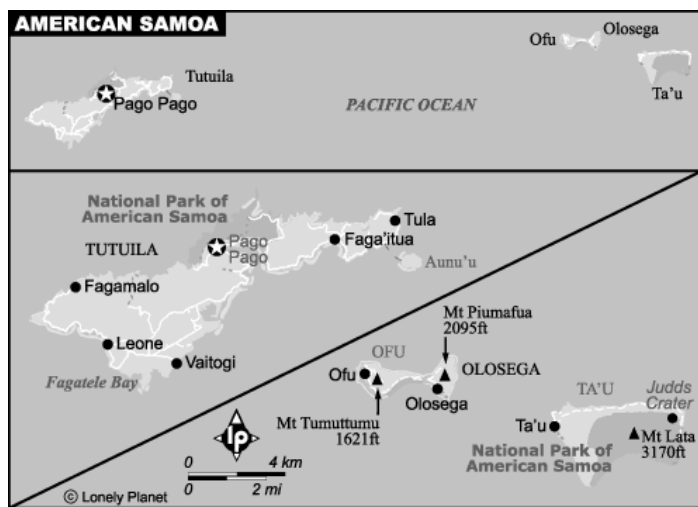 AMERICAN SAMOA
Ofu
Olosega
Tutuila
Pago Pago
PACIFIC OCEAN
Ta'u
National Park of
American Samoa
TUTUILA
Pago
Pago
Tula
Faga'itua
Aunu'u
Fagamalo
Leone
Vaitogi
Fagatele Bay
Mt Piumafua
2095ft
OFU
Ofu
OLOSEGA
Olosega
Mt Tumuttumu
1621ft
TA'U
Judds
Crater
Ta'u
Mt Lata
3170ft
National Park of
American Samoa
lp
0 4 km
0 2 mi
© Lonely Planet